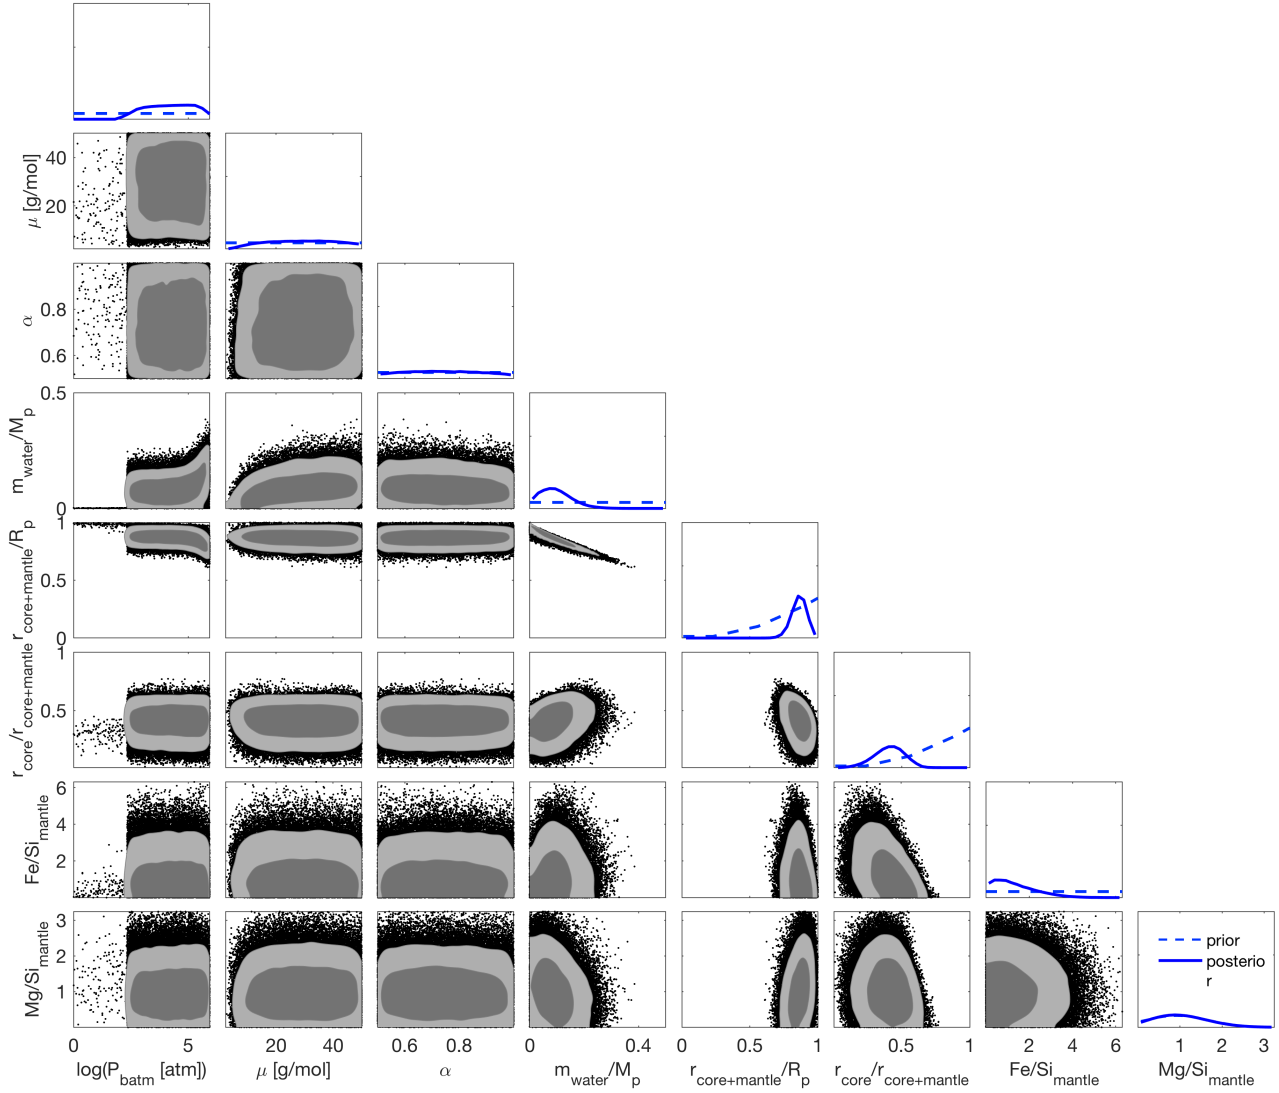 μ [g/mol]
40
20
α
0.8
0.6
m_water/M_p
0.5
0
r_core+mantle/R_p
1
0.5
0
r_core/r_core+mantle
1
0.5
Fe/Si_mantle
6
4
2
Mg/Si_mantle
3
2
1
prior
posterio
r
0 5 20 40 0.6 0.8 0 0.4 0 0.5 1 0.5 1 0 2 4 6 1 2 3
log(P_batm [atm]) μ [g/mol] α m_water/M_p r_core+mantle/R_p r_core/r_core+mantle Fe/Si_mantle Mg/Si_mantle